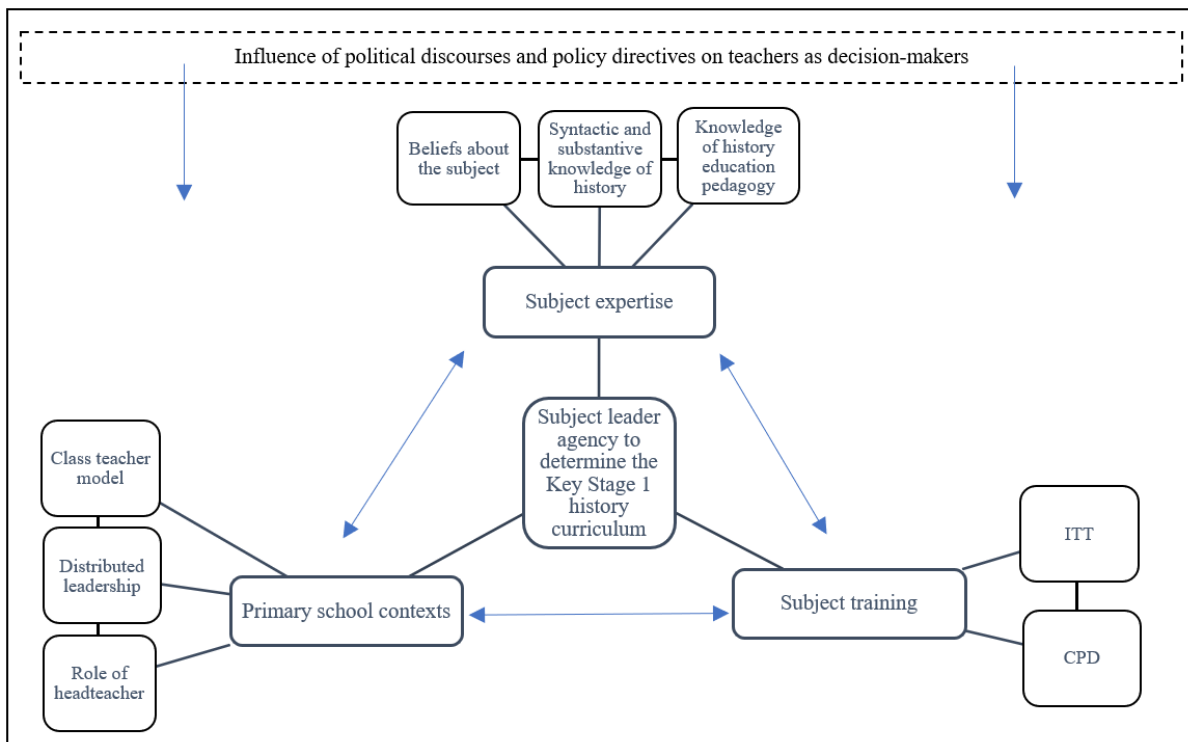 Influence of political discourses and policy directives on teachers as decision-makers
Beliefs about
the subject
Syntactic and
substantive
knowledge of
history
Knowledge
of history
education
pedagogy
Subject expertise
Subject leader
agency to
determine the
Key Stage 1
history
curriculum
Class teacher
model
Distributed
leadership
Role of
headteacher
Primary school contexts
Subject training
ITT
CPD